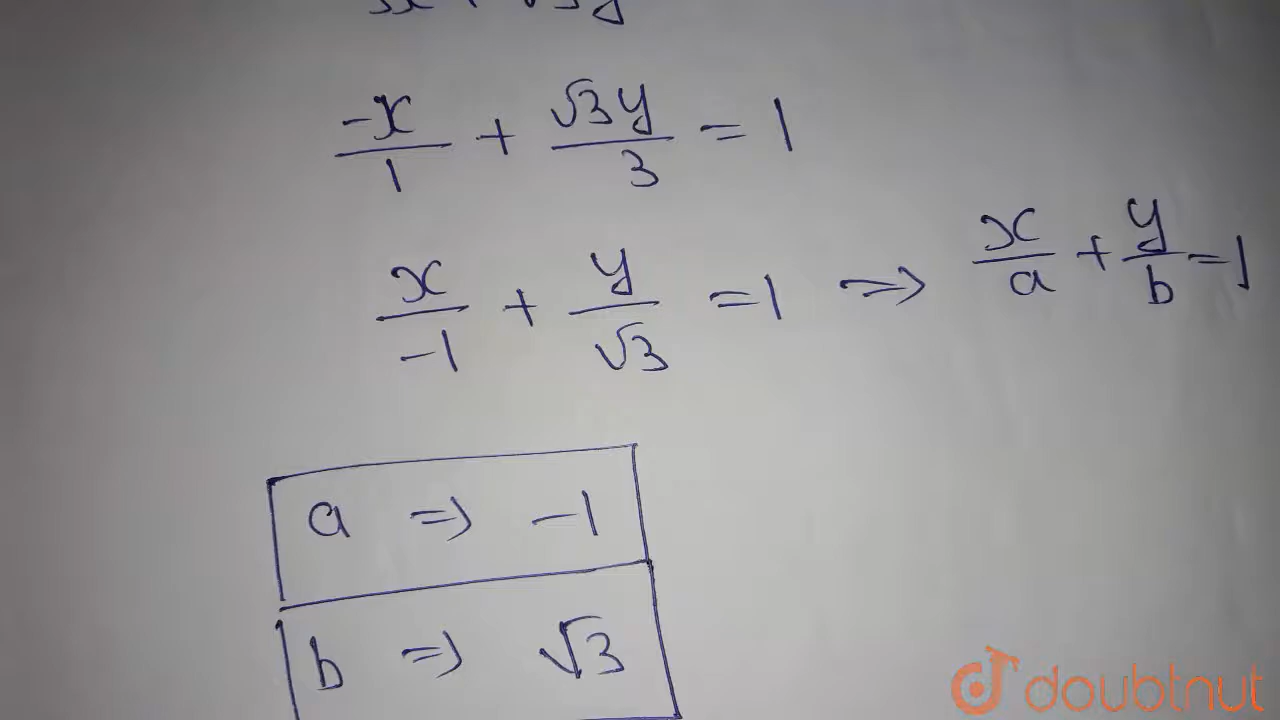 -x/1 + √3y/3 = 1
x/-1 + y/√3 = 1 ⇒ x/a + y/b = 1
a ⇒ -1
b ⇒ √3
doubtnut